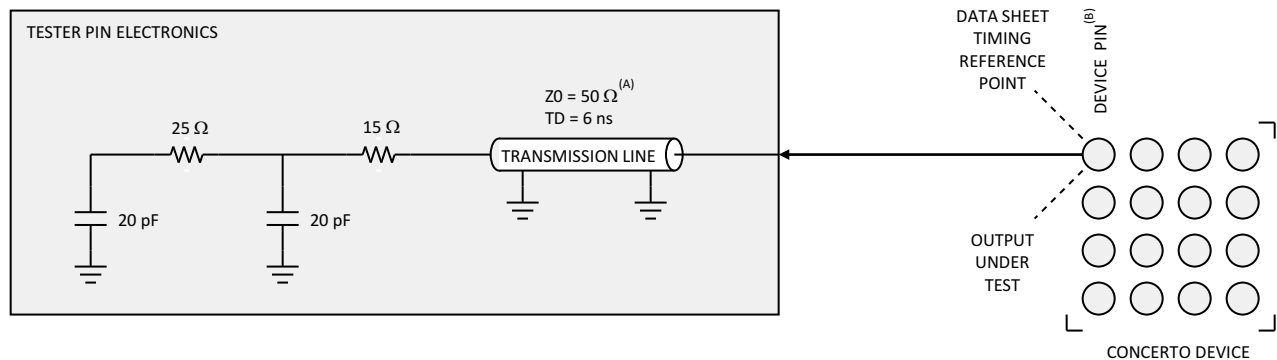 TESTER PIN ELECTRONICS
25 Ω
15 Ω
Z0 = 50 Ω(A)
TD = 6 ns
TRANSMISSION LINE
20 pF
20 pF
DATA SHEET
TIMING
REFERENCE
POINT
DEVICE PIN(B)
OUTPUT
UNDER
TEST
CONCERTO DEVICE